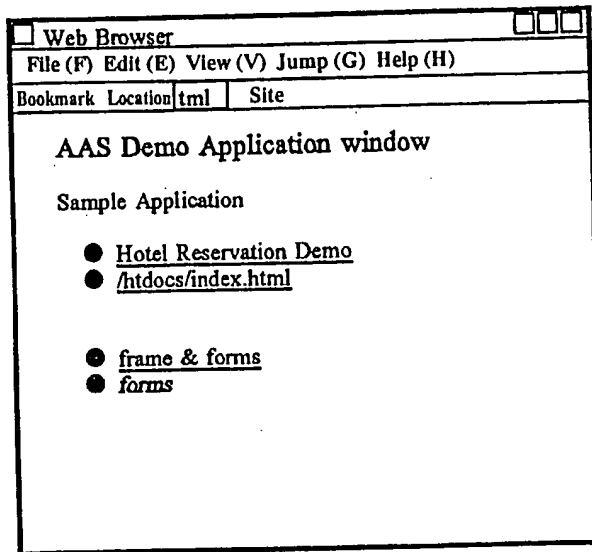 Web Browser
File (F) Edit (E) View (V) Jump (G) Help (H)
Bookmark Location tml Site
AAS Demo Application window
Sample Application
Hotel Reservation Demo
/htdocs/index.html
frame & forms
forms